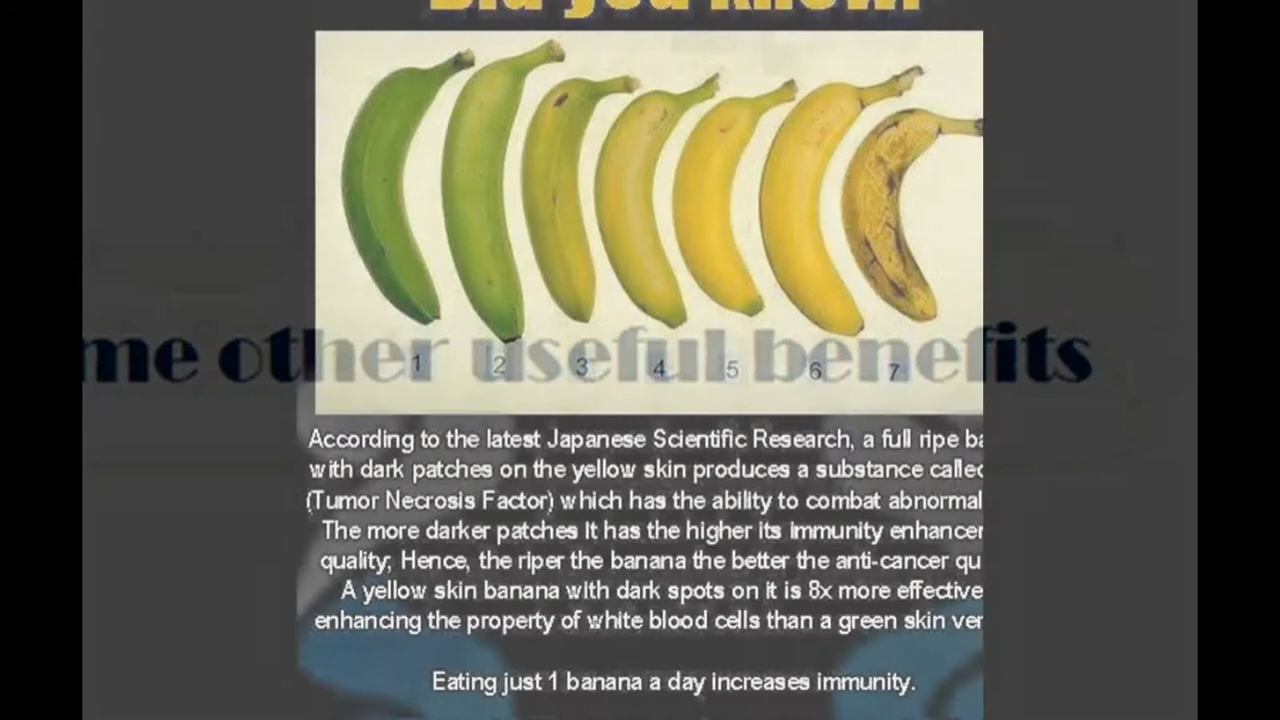 Did you know?
me other useful benefits
1 2 3 4 5 6 7
According to the latest Japanese Scientific Research, a full ripe ba
with dark patches on the yellow skin produces a substance called
(Tumor Necrosis Factor) which has the ability to combat abnormal
The more darker patches it has the higher its immunity enhancer
quality; Hence, the riper the banana the better the anti-cancer qu
A yellow skin banana with dark spots on it is 8x more effective
enhancing the property of white blood cells than a green skin ver
Eating just 1 banana a day increases immunity.